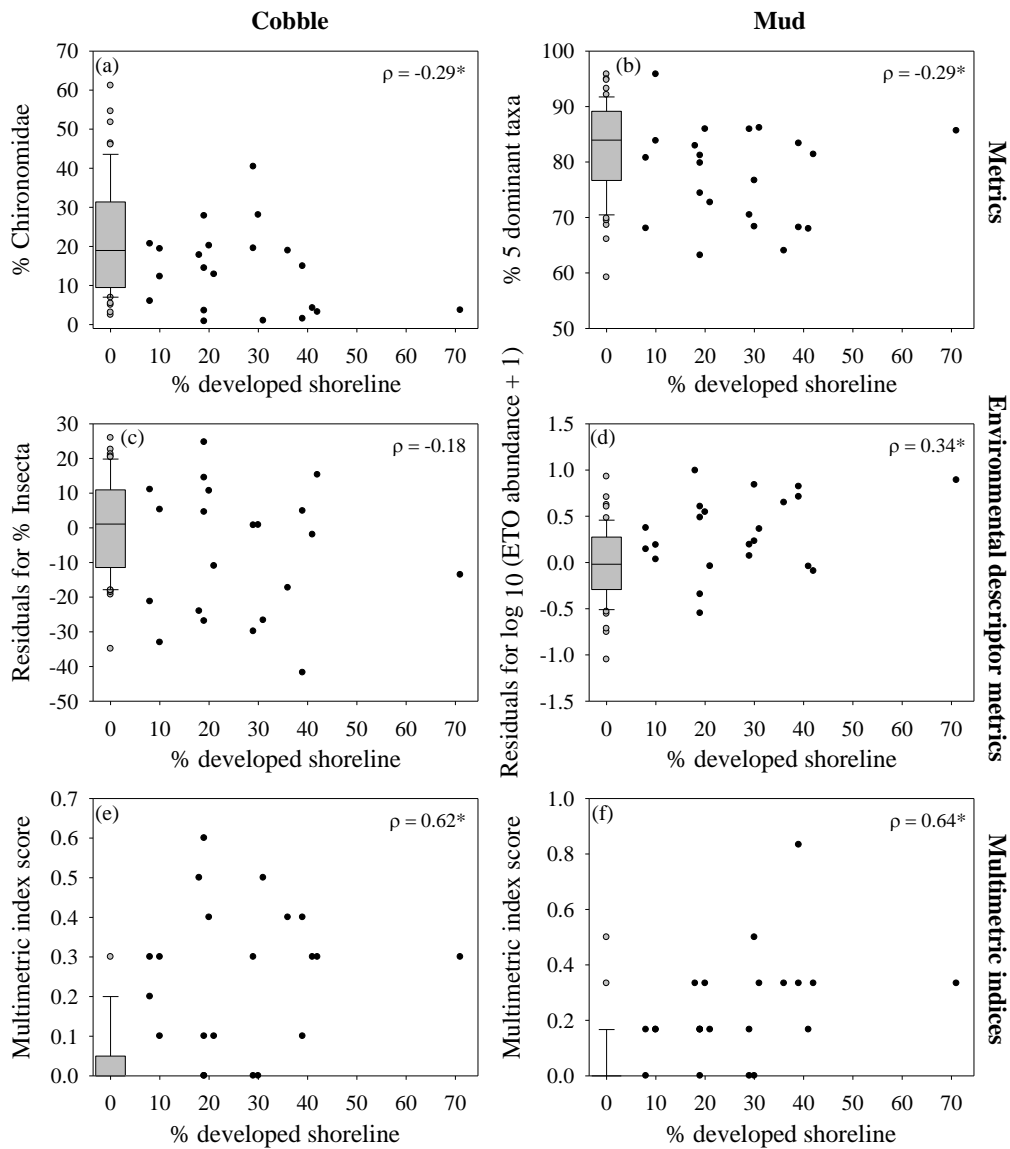 Cobble
Mud
(a)
ρ = -0.29*
70
60
50
40
30
20
10
0
% Chironomidae
0 10 20 30 40 50 60 70
% developed shoreline
(b)
ρ = -0.29*
100
90
80
70
60
50
% 5 dominant taxa
0 10 20 30 40 50 60 70
% developed shoreline
Metrics
(c)
ρ = -0.18
30
20
10
0
-10
-20
-30
-40
-50
Residuals for % Insecta
0 10 20 30 40 50 60 70
% developed shoreline
(d)
ρ = 0.34*
1.5
1.0
0.5
0.0
-0.5
-1.0
-1.5
Residuals for log 10 (ETO abundance + 1)
0 10 20 30 40 50 60 70
% developed shoreline
Environmental descriptor metrics
(e)
ρ = 0.62*
0.7
0.6
0.5
0.4
0.3
0.2
0.1
0.0
Multimetric index score
0 10 20 30 40 50 60 70
% developed shoreline
(f)
ρ = 0.64*
1.0
0.8
0.6
0.4
0.2
0.0
Multimetric index score
0 10 20 30 40 50 60 70
% developed shoreline
Multimetric indices